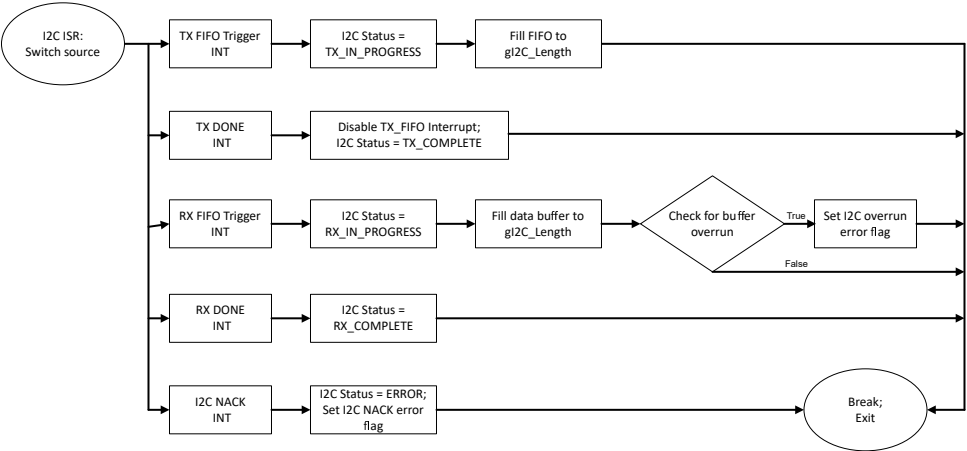 I2C ISR:
Switch source
TX FIFO Trigger
INT
I2C Status =
TX_IN_PROGRESS
Fill FIFO to
gI2C_Length
TX DONE
INT
Disable TX_FIFO Interrupt;
I2C Status = TX_COMPLETE
RX FIFO Trigger
INT
I2C Status =
RX_IN_PROGRESS
Fill data buffer to
gI2C_Length
Check for buffer
overrun
True
Set I2C overrun
error flag
False
RX DONE
INT
I2C Status =
RX_COMPLETE
I2C NACK
INT
I2C Status = ERROR;
Set I2C NACK error
flag
Break;
Exit